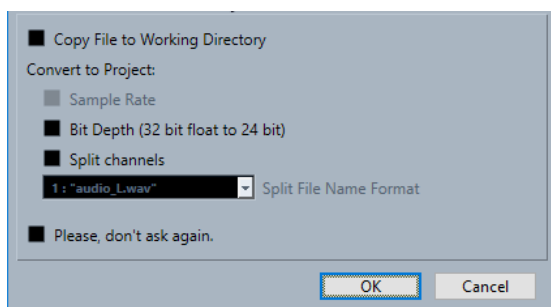 Copy File to Working Directory
Convert to Project:
Sample Rate
Bit Depth (32 bit float to 24 bit)
Split channels
1 : "audio_L.wav" Split File Name Format
Please, don't ask again.
OK Cancel